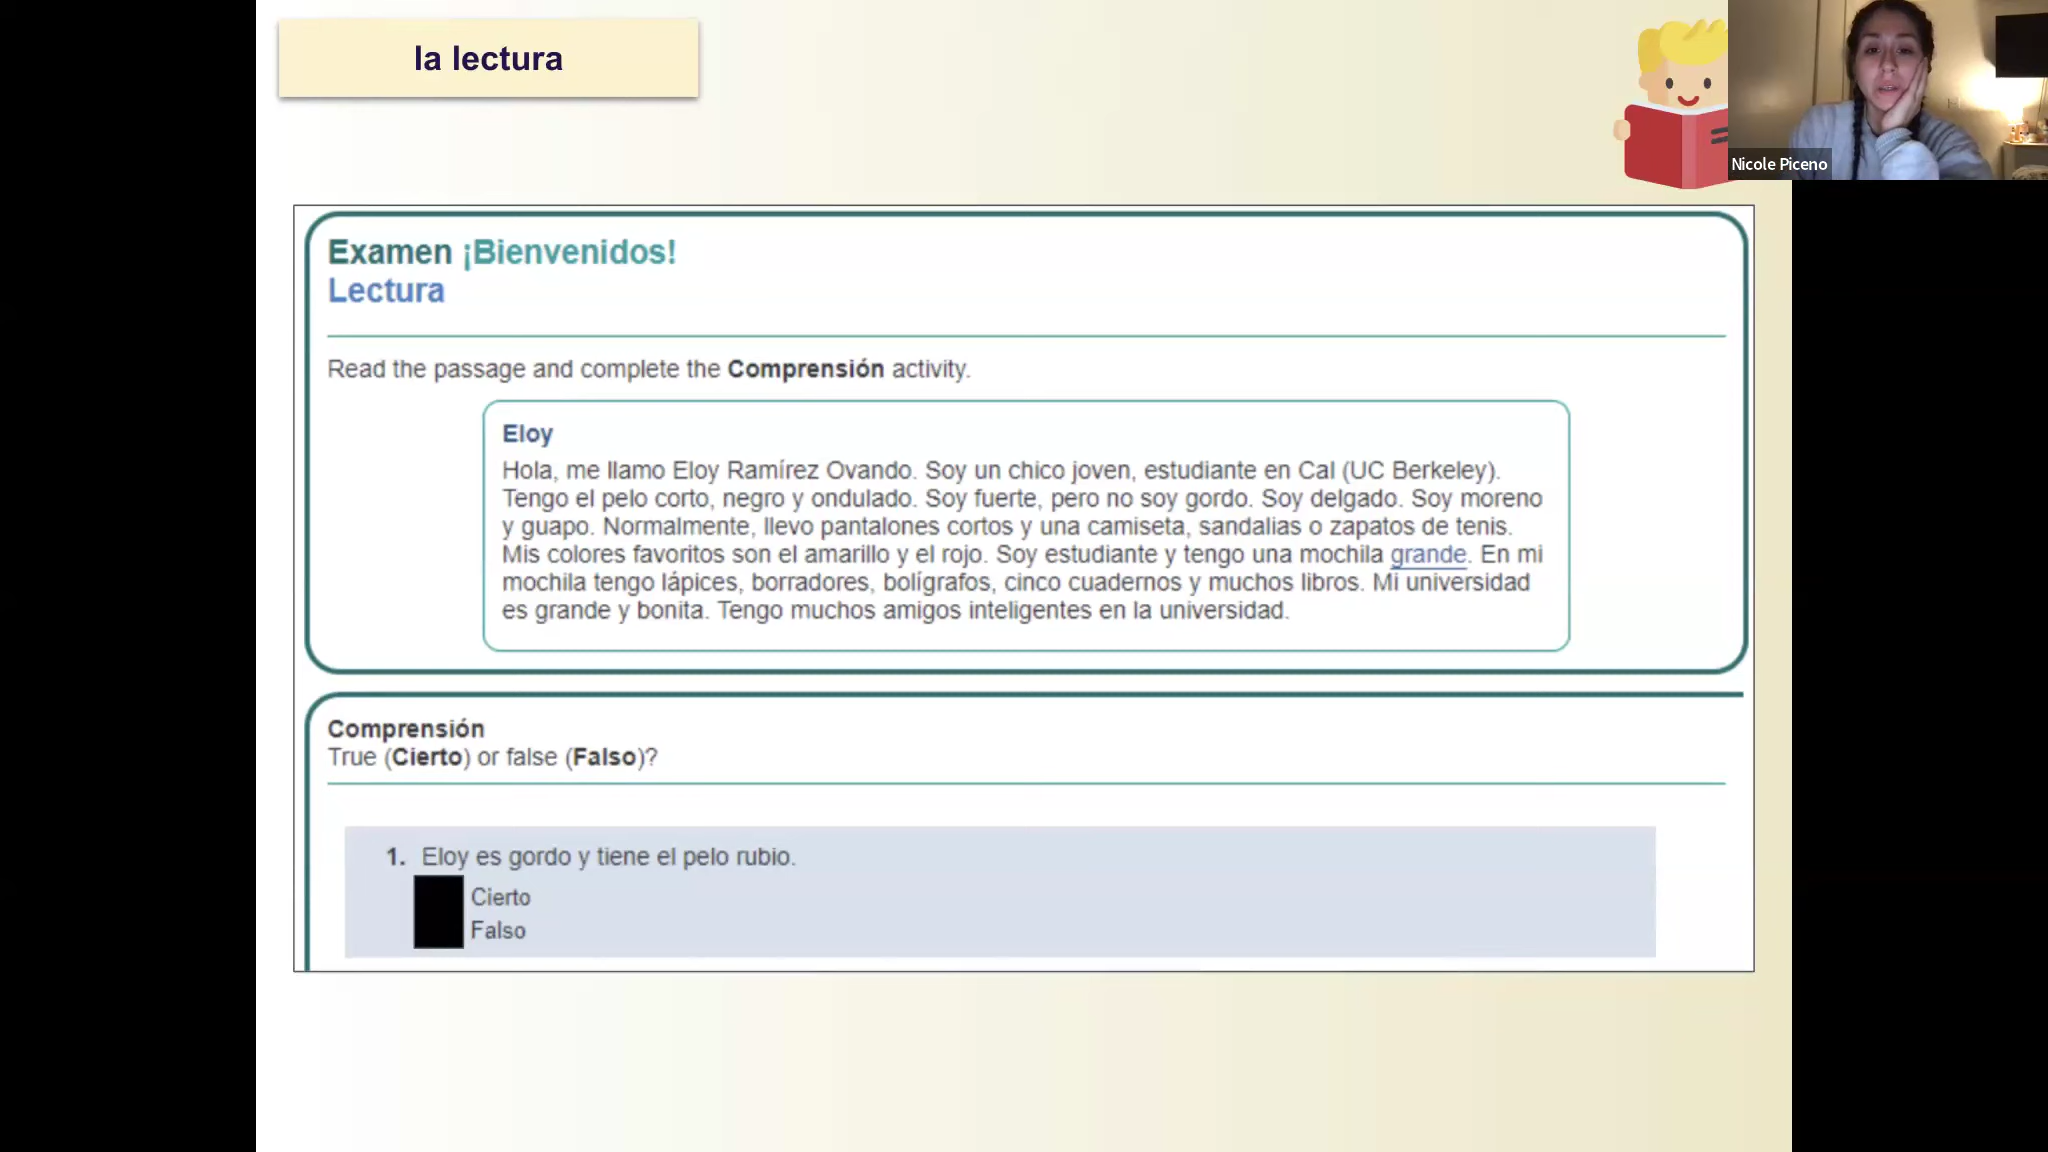 la lectura
Nicole Piceno
Examen ¡Bienvenidos!
Lectura
Read the passage and complete the Comprensión activity.
Eloy
Hola, me llamo Eloy Ramírez Ovando. Soy un chico joven, estudiante en Cal (UC Berkeley).
Tengo el pelo corto, negro y ondulado. Soy fuerte, pero no soy gordo. Soy delgado. Soy moreno
y guapo. Normalmente, llevo pantalones cortos y una camiseta, sandalias o zapatos de tenis.
Mis colores favoritos son el amarillo y el rojo. Soy estudiante y tengo una mochila grande. En mi
mochila tengo lápices, borradores, bolígrafos, cinco cuadernos y muchos libros. Mi universidad
es grande y bonita. Tengo muchos amigos inteligentes en la universidad.
Comprensión
True (Cierto) or false (Falso)?
1. Eloy es gordo y tiene el pelo rubio.
Cierto
Falso